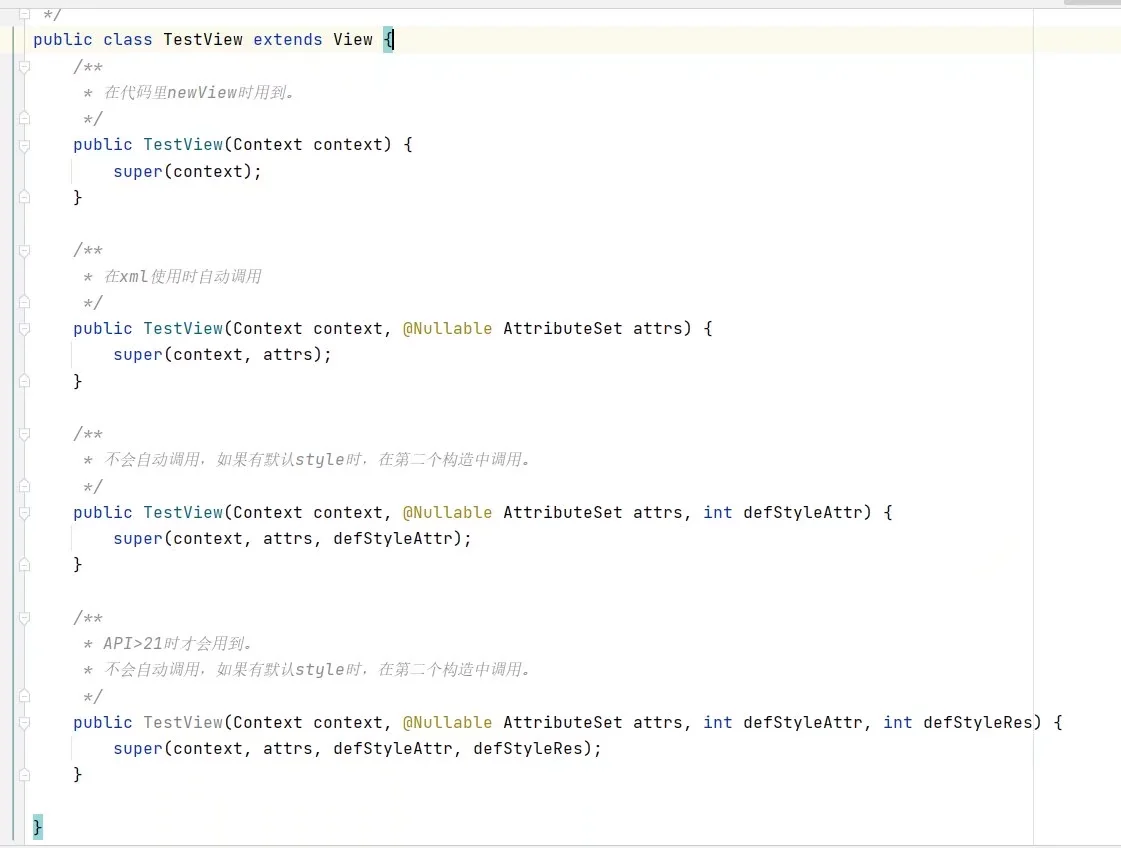 */
public class TestView extends View {
/**
* 在代码里newView时用到。
*/
public TestView(Context context) {
super(context);
}
/**
* 在xml使用时自动调用
*/
public TestView(Context context, @Nullable AttributeSet attrs) {
super(context, attrs);
}
/**
* 不会自动调用，如果有默认style时，在第二个构造中调用。
*/
public TestView(Context context, @Nullable AttributeSet attrs, int defStyleAttr) {
super(context, attrs, defStyleAttr);
}
/**
* API>21时才会用到。
* 不会自动调用，如果有默认style时，在第二个构造中调用。
*/
public TestView(Context context, @Nullable AttributeSet attrs, int defStyleAttr, int defStyleRes) {
super(context, attrs, defStyleAttr, defStyleRes);
}
}